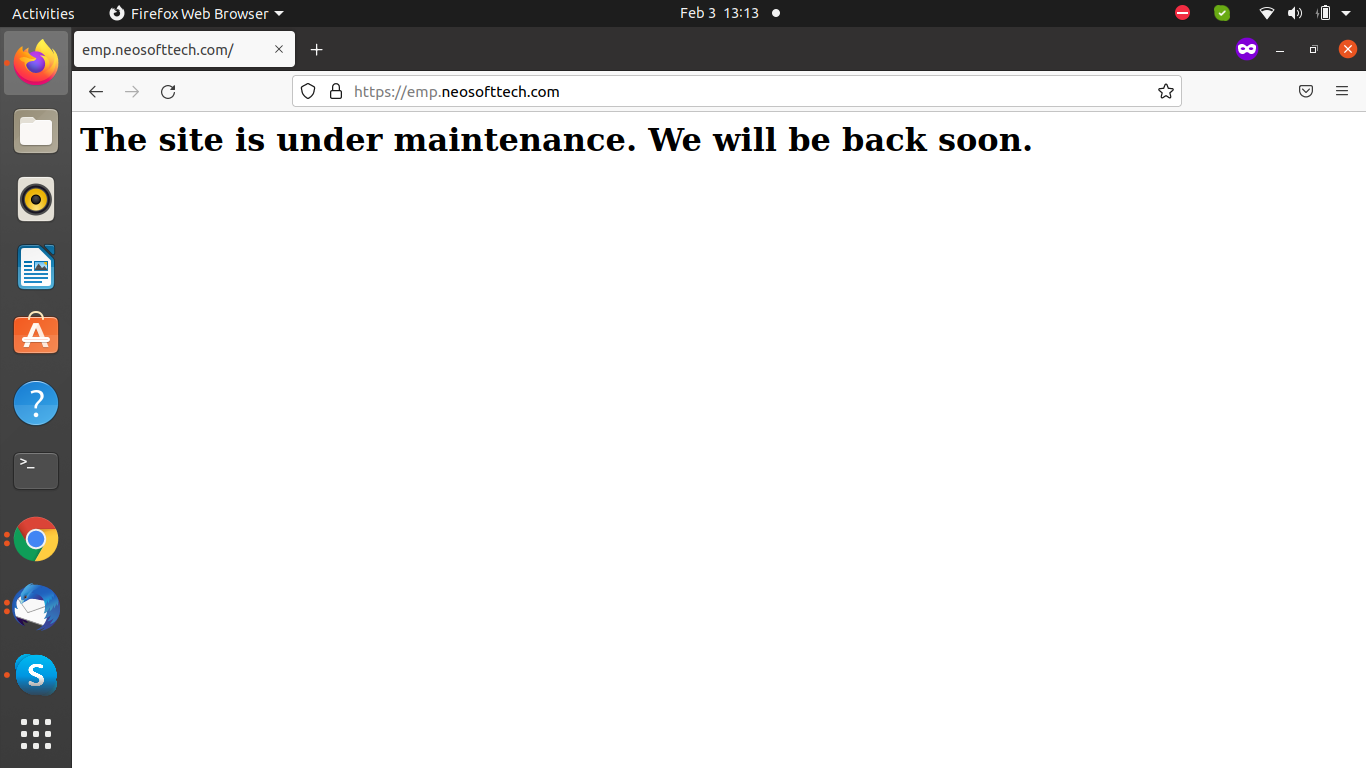 Activities Firefox Web Browser Feb 3 13:13
emp.neosofttech.com/
https://emp.neosofttech.com
The site is under maintenance. We will be back soon.
?
>_
S